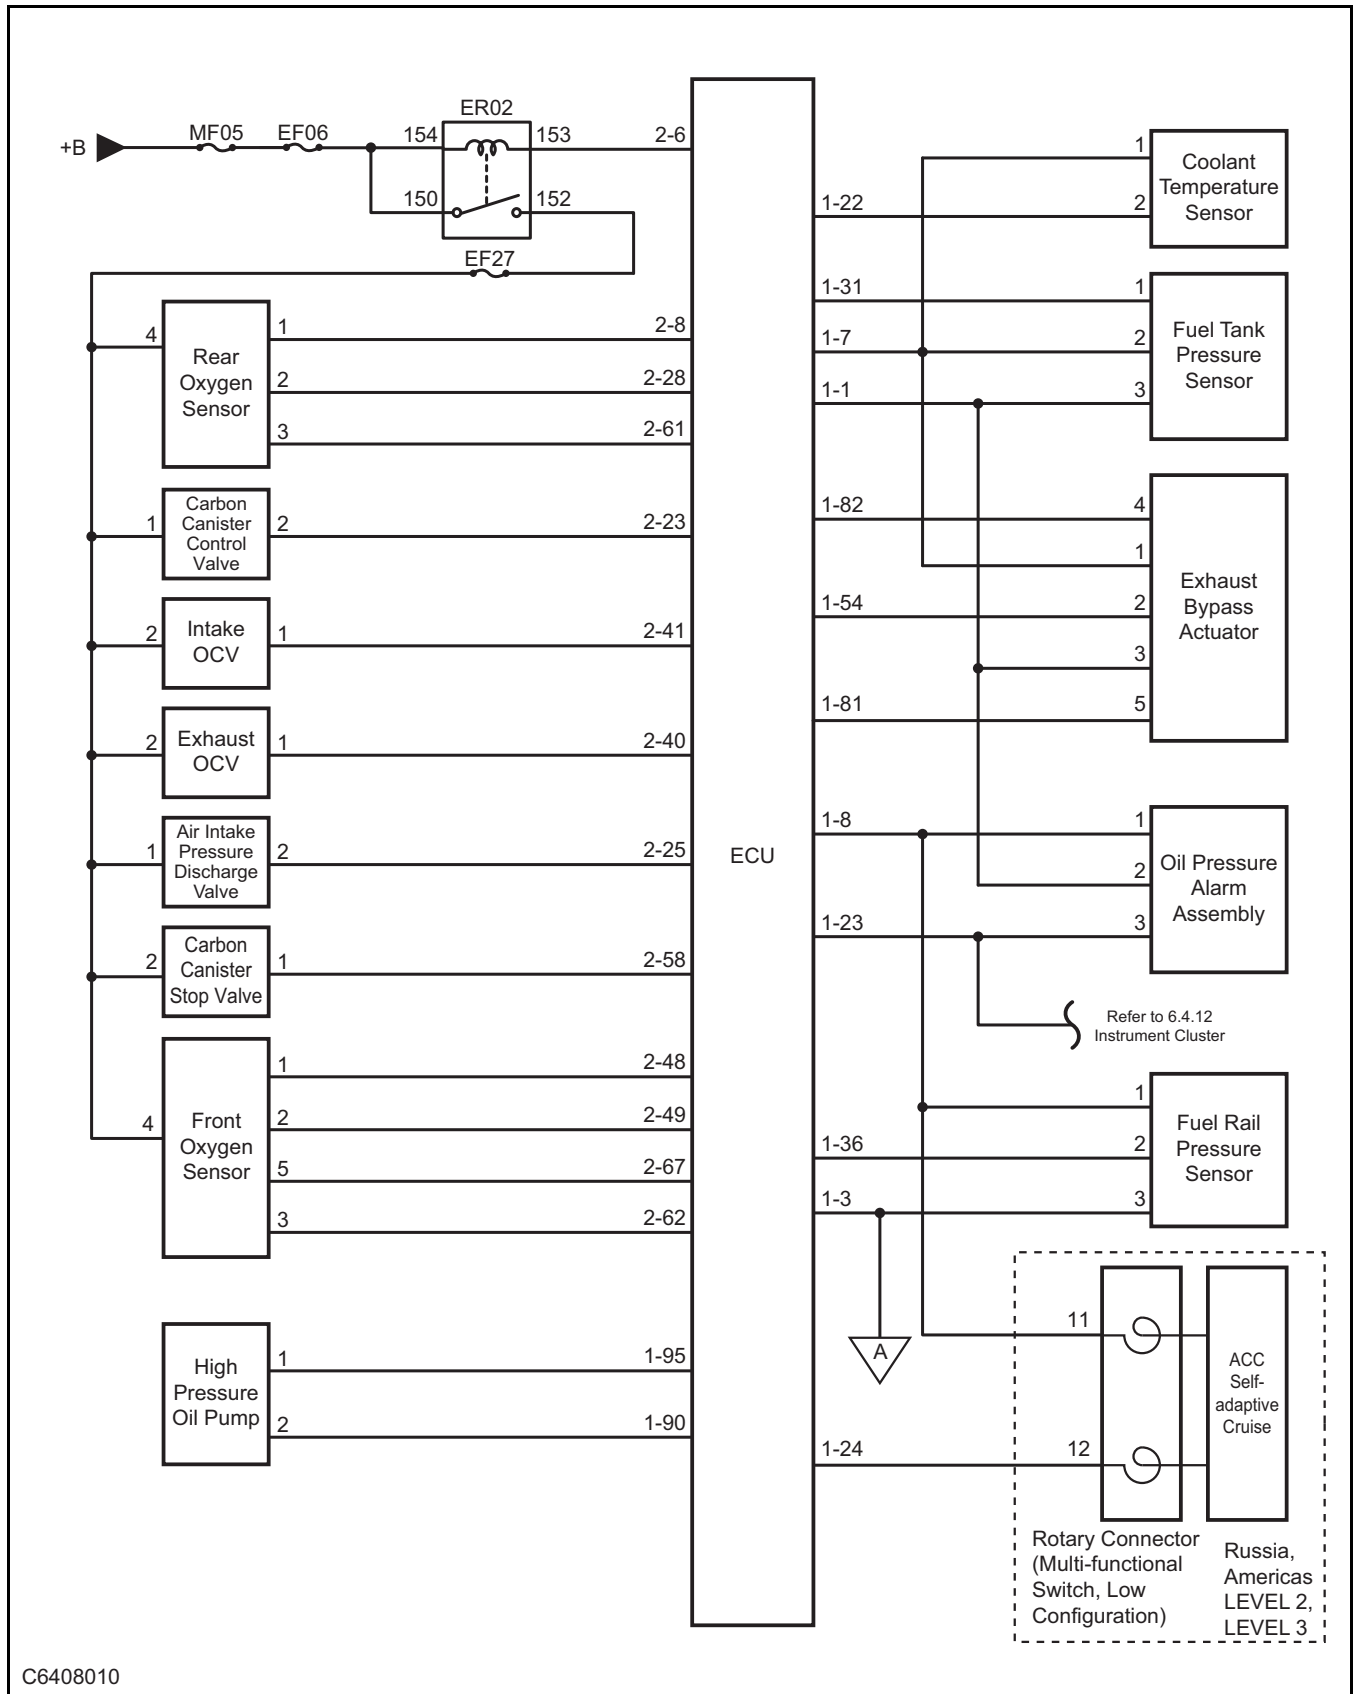 ER02
+B
MF05
EF06
154
153
2-6
150
152
EF27
4
Rear
Oxygen
Sensor
1
2-8
2
2-28
3
2-61
1
Carbon
Canister
Control
Valve
2
2-23
2
Intake
OCV
1
2-41
2
Exhaust
OCV
1
2-40
1
Air Intake
Pressure
Discharge
Valve
2
2-25
2
Carbon
Canister
Stop Valve
1
2-58
4
Front
Oxygen
Sensor
1
2-48
2
2-49
5
2-67
3
2-62
High
Pressure
Oil Pump
1
1-95
2
1-90
ECU
1
1-22
2
Coolant
Temperature
Sensor
1-31
1
1-7
2
1-1
3
Fuel Tank
Pressure
Sensor
1-82
4
1
1-54
2
3
1-81
5
Exhaust
Bypass
Actuator
1-8
1
2
1-23
3
Oil Pressure
Alarm
Assembly
Refer to 6.4.12
Instrument Cluster
1
1-36
2
1-3
3
Fuel Rail
Pressure
Sensor
A
11
1-24
12
ACC
Self-
adaptive
Cruise
Rotary Connector
(Multi-functional
Switch, Low
Configuration)
Russia,
Americas
LEVEL 2,
LEVEL 3
C6408010